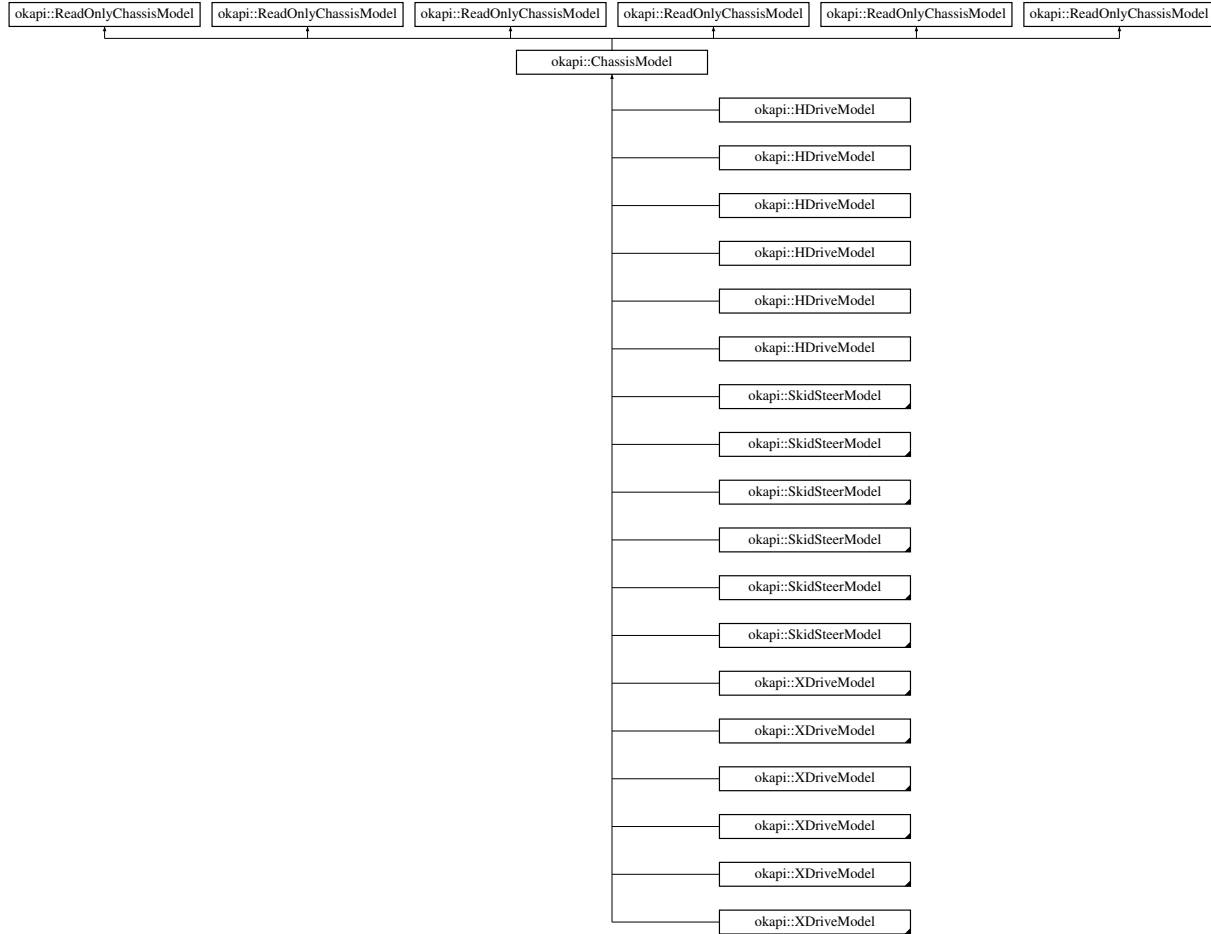 okapi::ReadOnlyChassisModel okapi::ReadOnlyChassisModel okapi::ReadOnlyChassisModel okapi::ReadOnlyChassisModel okapi::ReadOnlyChassisModel okapi::ReadOnlyChassisModel
okapi::ChassisModel
okapi::HDriveModel
okapi::HDriveModel
okapi::HDriveModel
okapi::HDriveModel
okapi::HDriveModel
okapi::HDriveModel
okapi::SkidSteerModel
okapi::SkidSteerModel
okapi::SkidSteerModel
okapi::SkidSteerModel
okapi::SkidSteerModel
okapi::SkidSteerModel
okapi::XDriveModel
okapi::XDriveModel
okapi::XDriveModel
okapi::XDriveModel
okapi::XDriveModel
okapi::XDriveModel